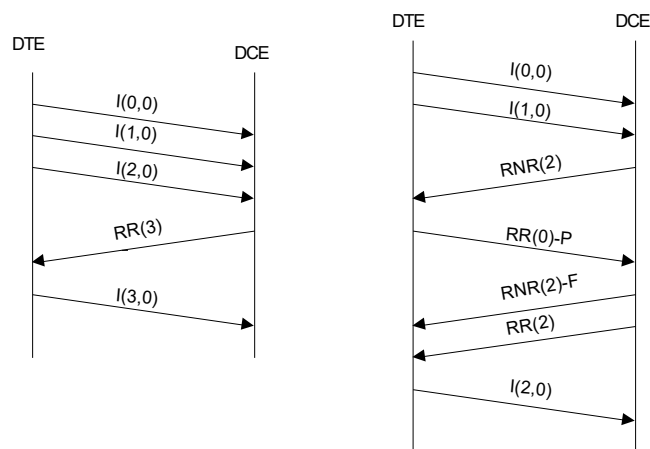 DTE
DCE
I(0,0)
I(1,0)
I(2,0)
RR(3)
I(3,0)
DTE
DCE
I(0,0)
I(1,0)
RNR(2)
RR(0)-P
RNR(2)-F
RR(2)
I(2,0)